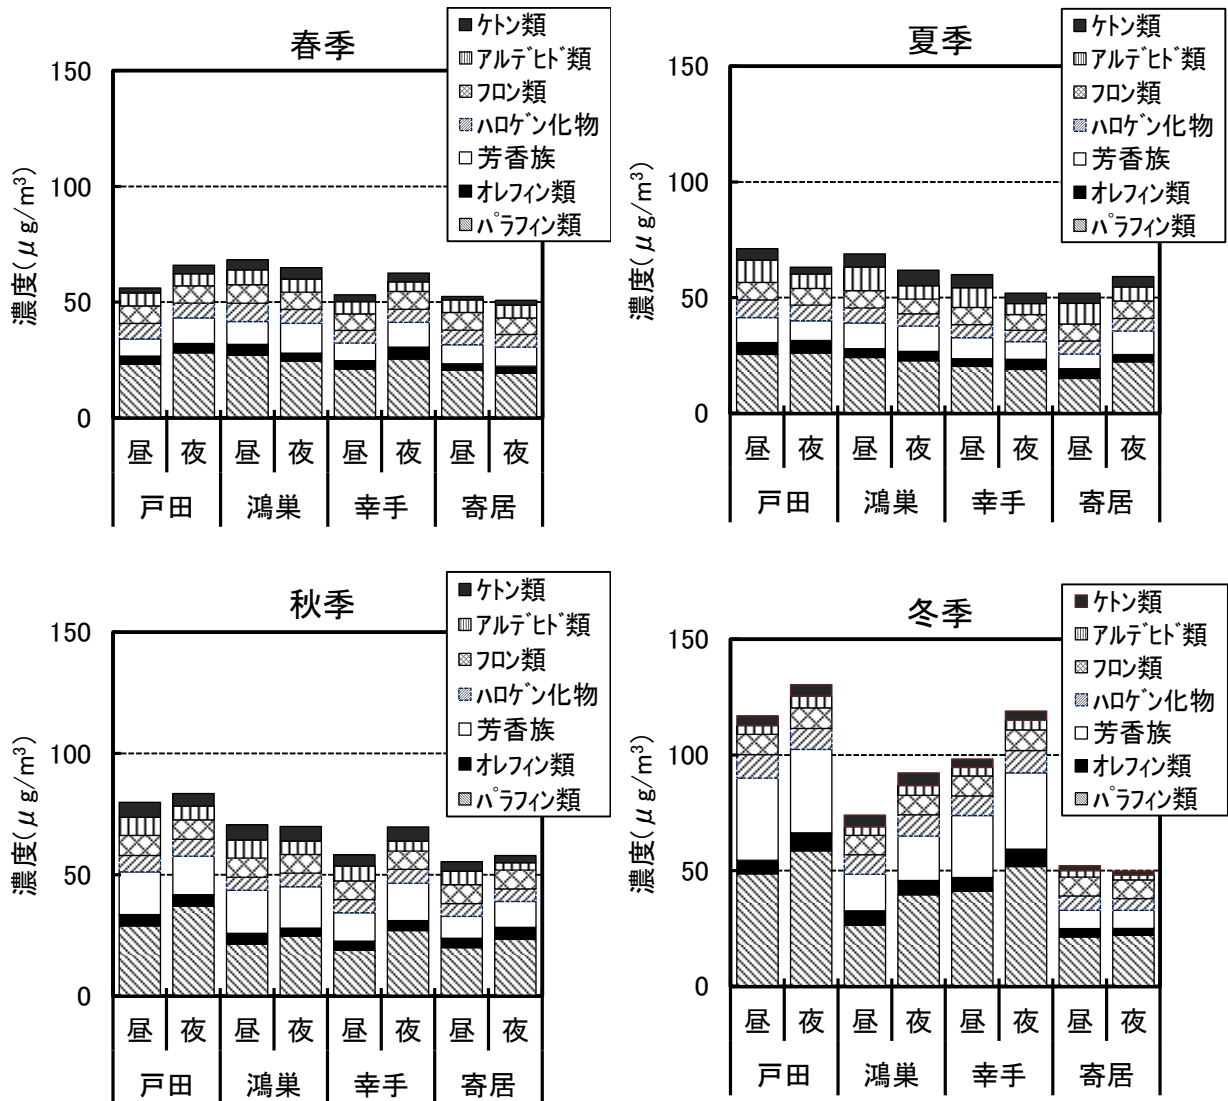 春季
ケトン類
アルデヒド類
フロン類
ハロゲン化物
芳香族
オレフィン類
パラフィン類
150
100
50
0
濃度(μg/m³)
昼 夜 昼 夜 昼 夜 昼 夜
戸田 鴻巣 幸手 寄居
夏季
ケトン類
アルデヒド類
フロン類
ハロゲン化物
芳香族
オレフィン類
パラフィン類
150
100
50
0
濃度(μg/m³)
昼 夜 昼 夜 昼 夜 昼 夜
戸田 鴻巣 幸手 寄居
秋季
ケトン類
アルデヒド類
フロン類
ハロゲン化物
芳香族
オレフィン類
パラフィン類
150
100
50
0
濃度(μg/m³)
昼 夜 昼 夜 昼 夜 昼 夜
戸田 鴻巣 幸手 寄居
冬季
ケトン類
アルデヒド類
フロン類
ハロゲン化物
芳香族
オレフィン類
パラフィン類
150
100
50
0
濃度(μg/m³)
昼 夜 昼 夜 昼 夜 昼 夜
戸田 鴻巣 幸手 寄居